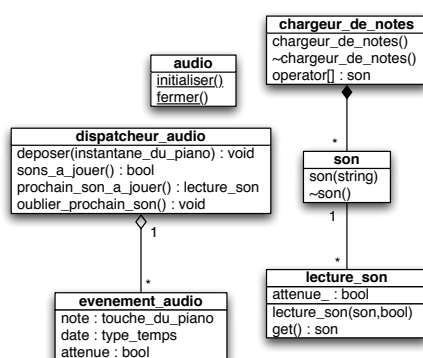 chargeur_de_notes
chargeur_de_notes()
~chargeur_de_notes()
operator[] : son
audio
initialiser()
fermer()
dispatcheur_audio
deposer(instantane_du_piano) : void
sons_a_jouer() : bool
prochain_son_a_jouer() : lecture_son
oublier_prochain_son() : void
*
son
son(string)
~son()
1
1
*
*
evenement_audio
note : touche_du_piano
date : type_temps
attenue : bool
lecture_son
attenue_ : bool
lecture_son(son,bool)
get() : son